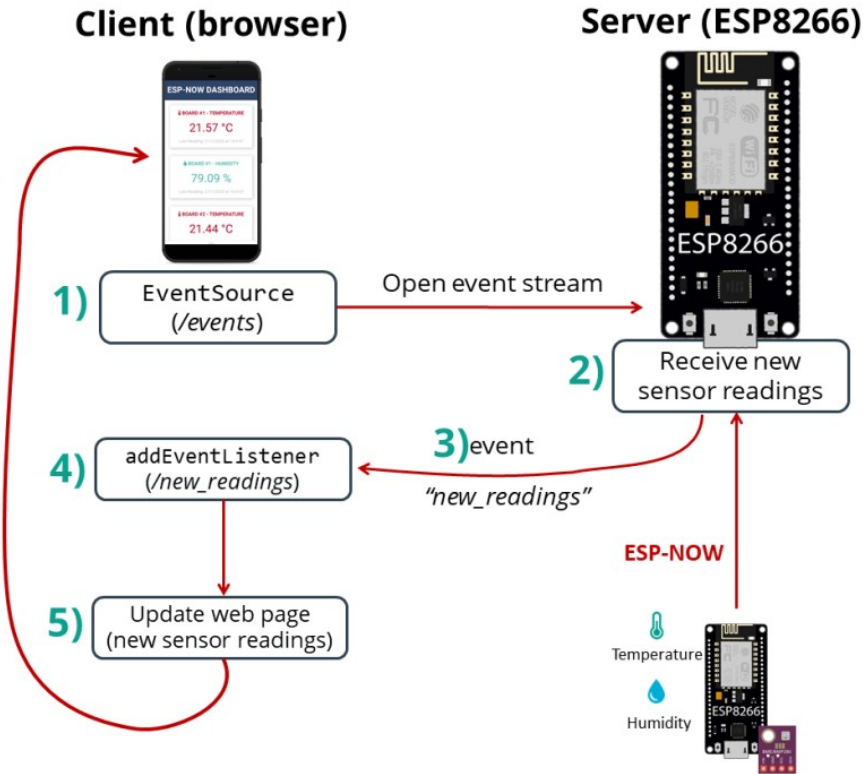 Client (browser)
Server (ESP8266)
ESP-NOW DASHBOARD
BOARD #1 - TEMPERATURE
21.57 °C
BOARD #1 - HUMIDITY
79.09 %
BOARD #2 - TEMPERATURE
21.44 °C
WiFi
ESP8266
1)
EventSource
(/events)
Open event stream
2)
Receive new
sensor readings
3)
event
"new_readings"
4)
addEventListener
(/new_readings)
ESP-NOW
5)
Update web page
(new sensor readings)
Temperature
Humidity
ESP8266